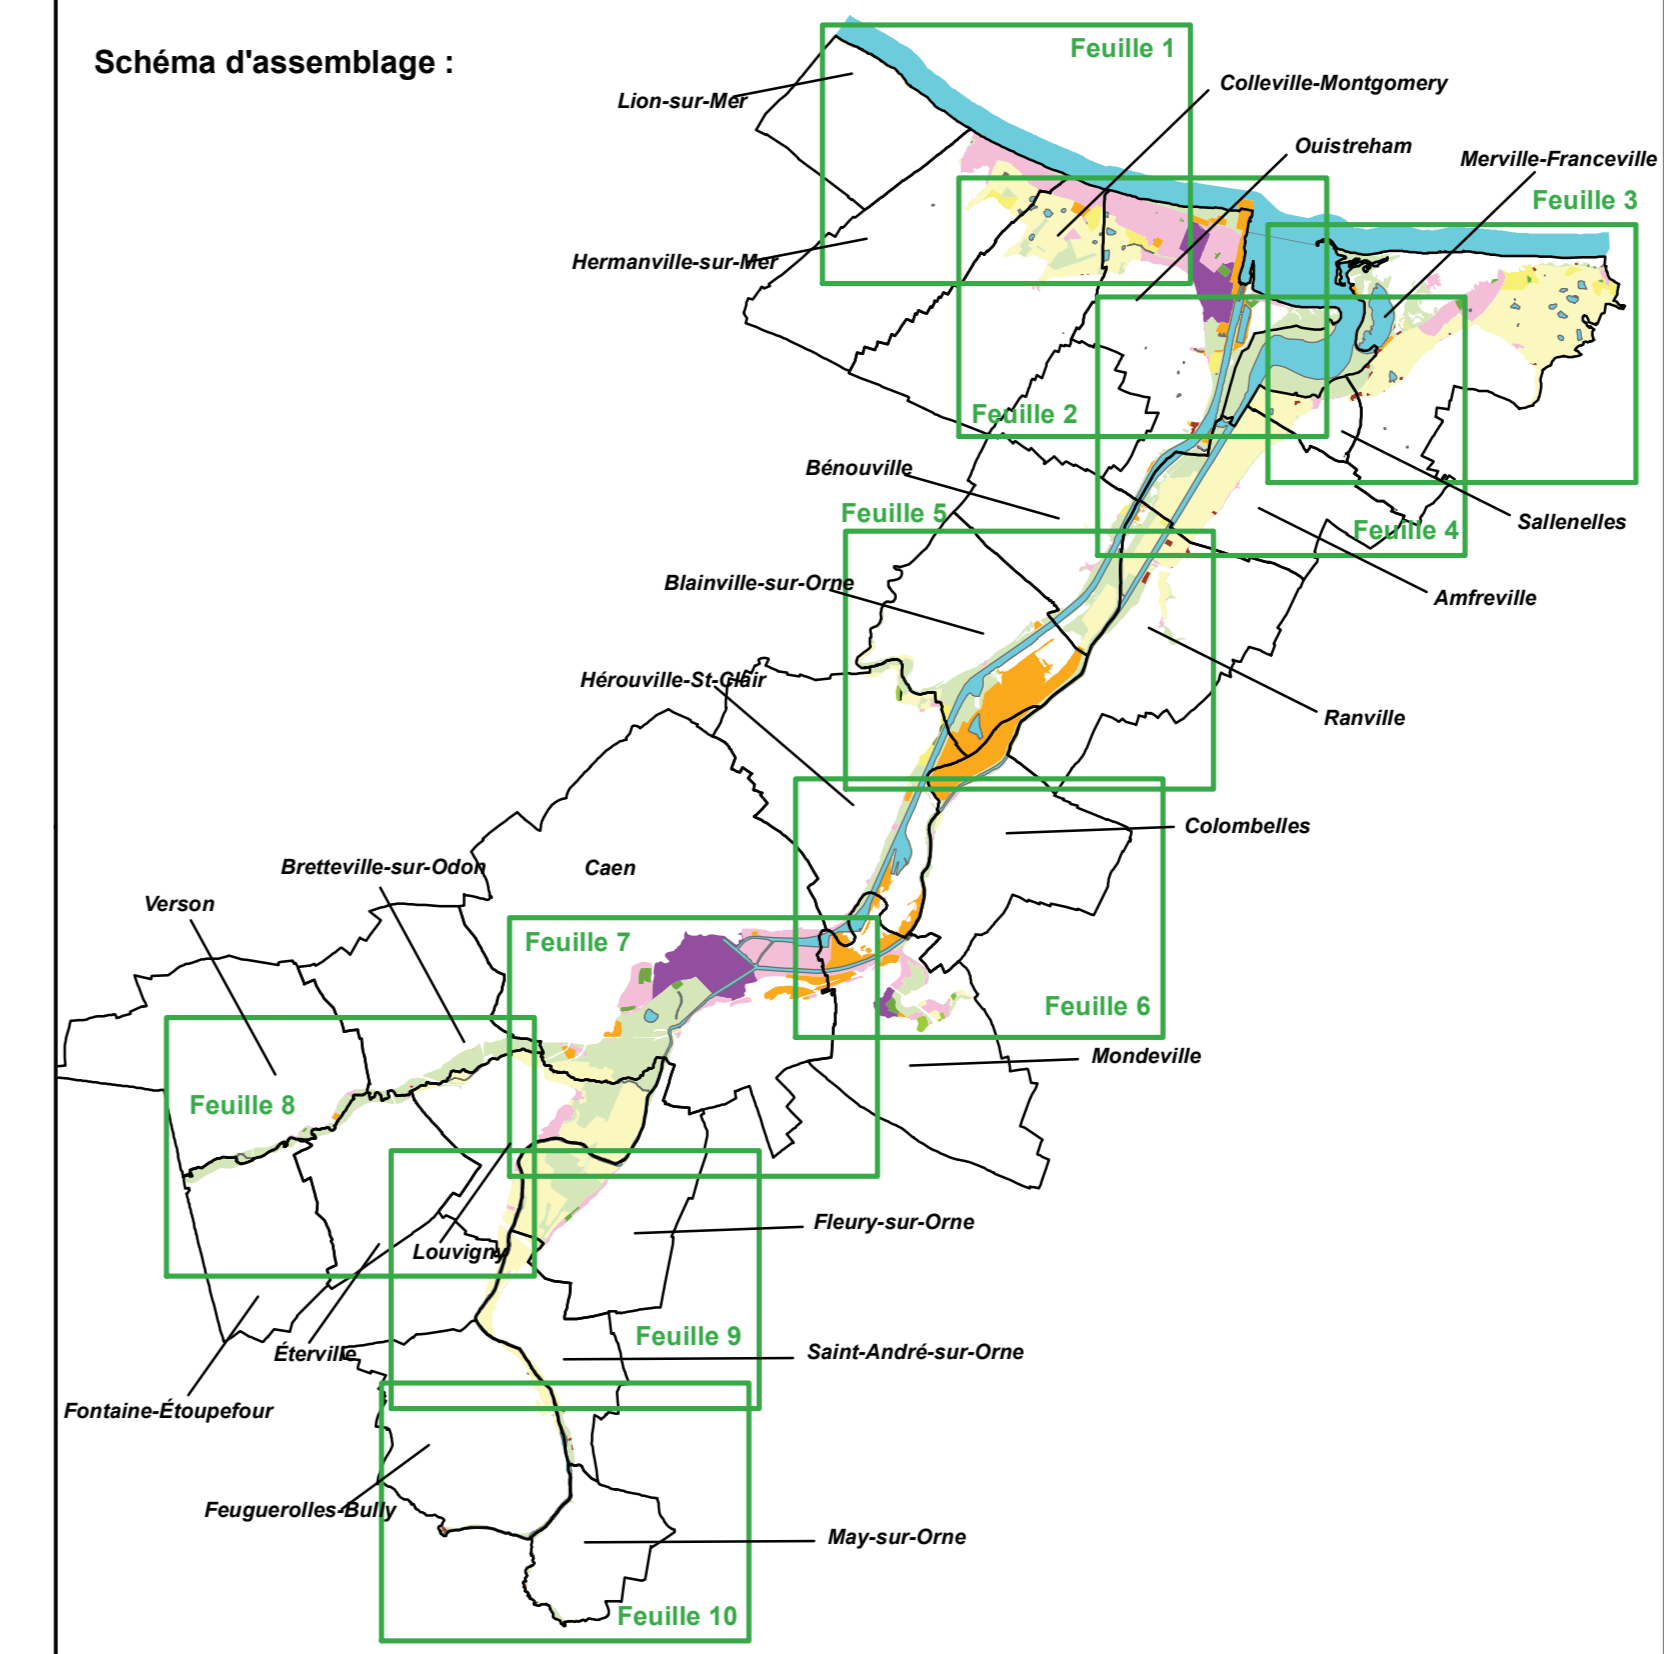 Schéma d'assemblage :
Feuille 1
Colleville-Montgomery
Lion-sur-Mer
Ouistreham
Merville-Franceville
Feuille 3
Hermanville-sur-Mer
Feuille 2
Bénouville
Feuille 5
Sallenelles
Feuille 4
Blainville-sur-Orne
Amfreville
Hérouville-St-Clair
Ranville
Colombelles
Bretteville-sur-Odon
Caen
Verson
Feuille 7
Feuille 6
Mondeville
Feuille 8
Fleury-sur-Orne
Louvigny
Feuille 9
Éterville
Saint-André-sur-Orne
Fontaine-Étoupefour
Feuguerolles-Bully
May-sur-Orne
Feuille 10